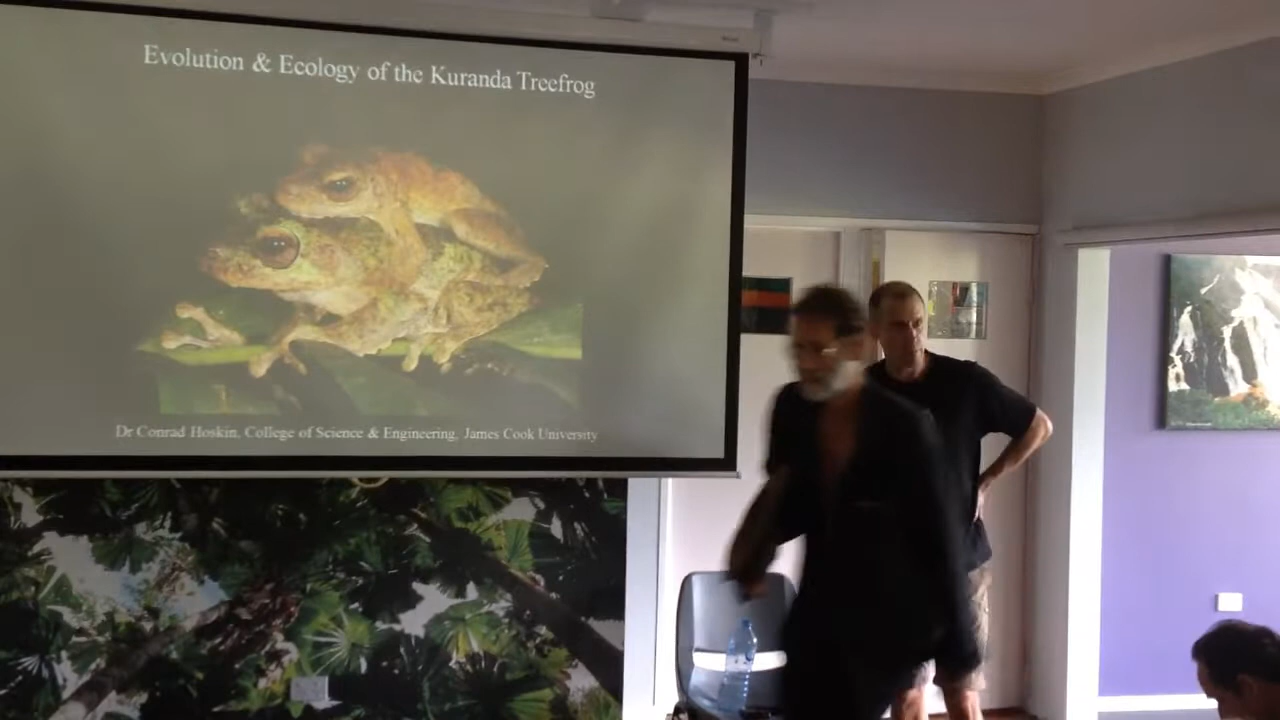 Evolution & Ecology of the Kuranda Treefrog
Dr Conrad Hoskin, College of Science & Engineering, James Cook University